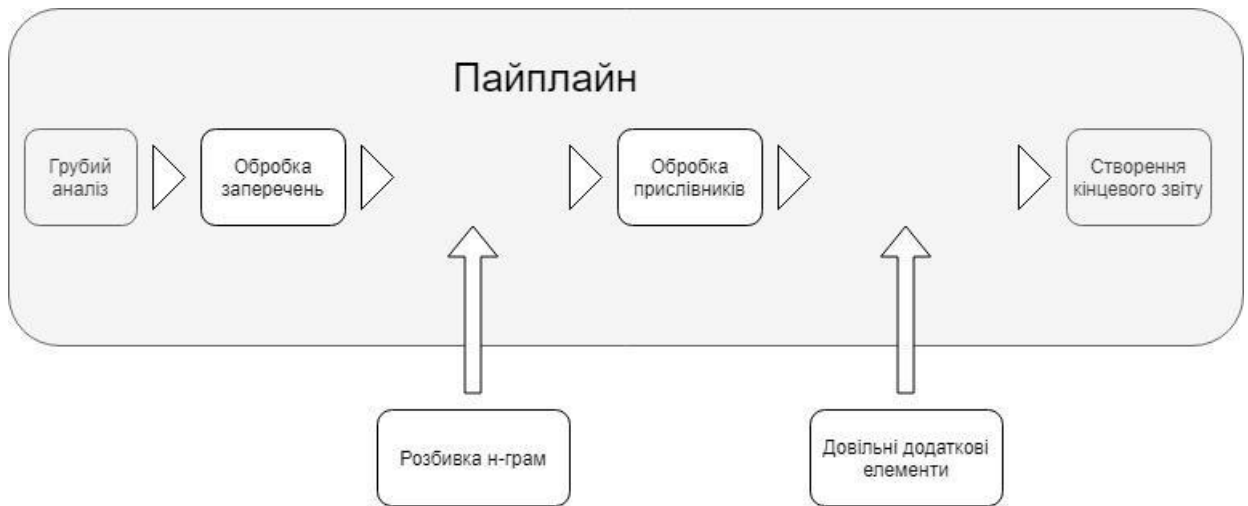 Пайплайн
Грубий
аналіз
Обробка
заперечень
Обробка
прислівників
Створення
кінцевого звіту
Розбивка н-грам
Довільні додаткові
елементи